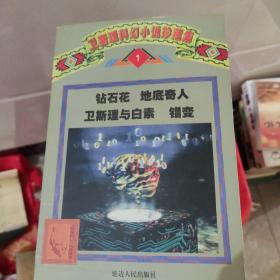 卫斯理科幻小说珍藏集
1
钻石花 地底奇人
卫斯理与白素 错变
延边人民出版社